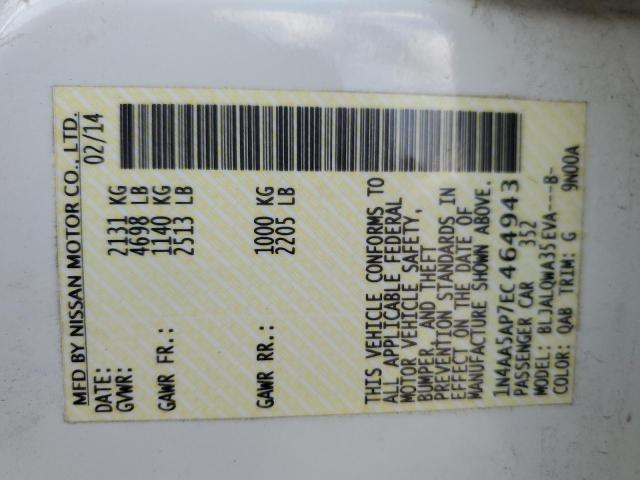 MFD BY NISSAN MOTOR CO., LTD.
DATE: 02/14
GVWR: 2131 KG
4698 LB
GAWR FR.: 1140 KG
2513 LB
GAWR RR.: 1000 KG
2205 LB
THIS VEHICLE CONFORMS TO
ALL APPLICABLE FEDERAL
MOTOR VEHICLE SAFETY,
BUMPER, AND THEFT
PREVENTION STANDARDS IN
EFFECT ON THE DATE OF
MANUFACTURE SHOWN ABOVE.
1N4AA5AP7EC464943
PASSENGER CAR 352
MODEL: BLJALQWA35EVA---B-
COLOR: QAB TRIM: G 9N00A